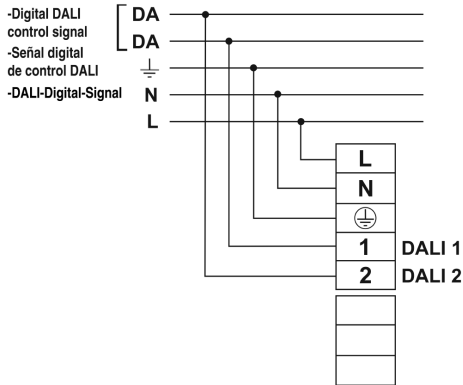 -Digital DALI
control signal
-Señal digital
de control DALI
-DALI-Digital-Signal
DA
DA
N
L
L
N
1 DALI 1
2 DALI 2